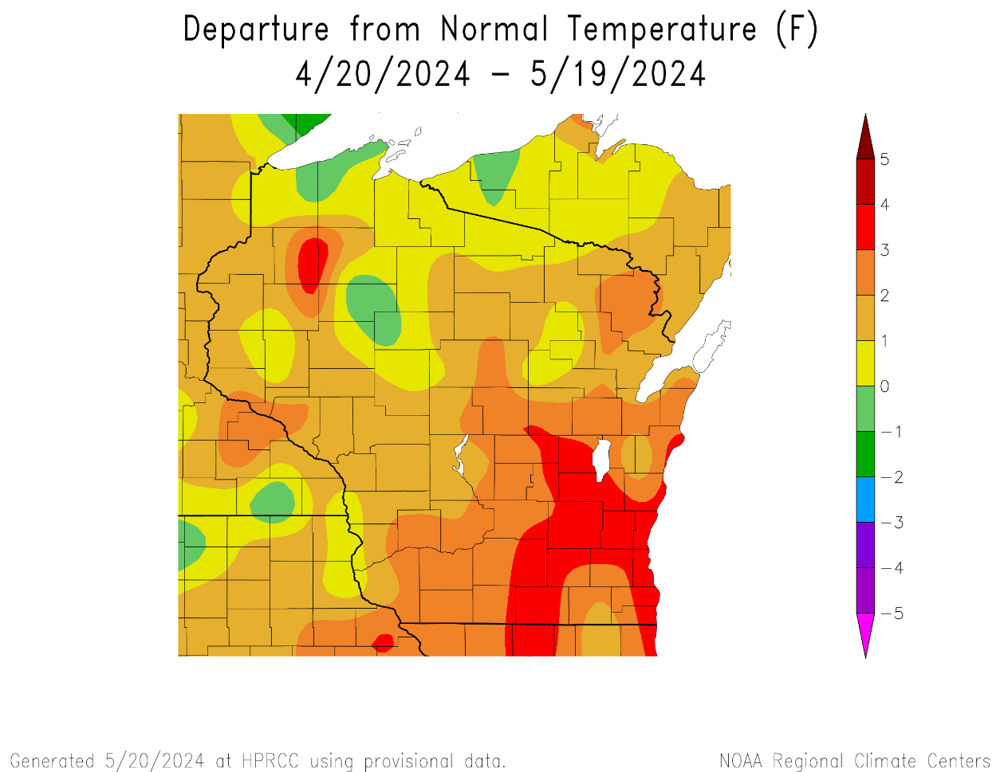 Departure from Normal Temperature (F)
4/20/2024 – 5/19/2024
5
4
3
2
1
0
−1
−2
−3
−4
−5
Generated 5/20/2024 at HPRCC using provisional data.
NOAA Regional Climate Centers